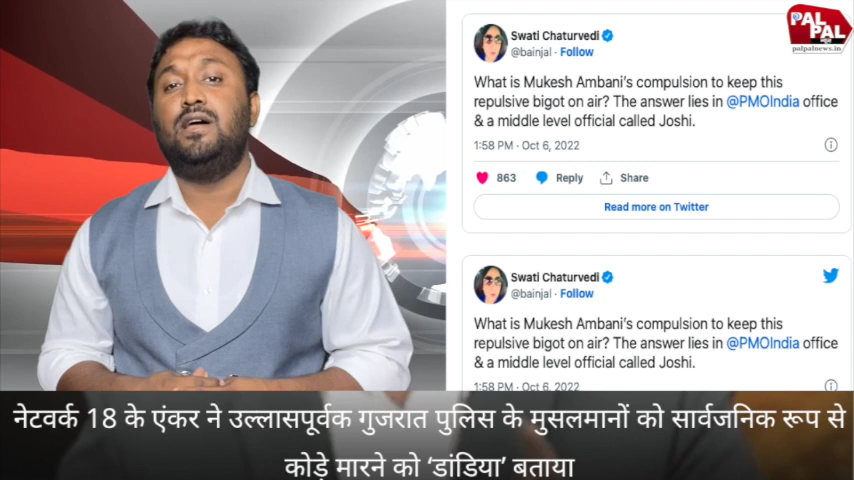 PAL
PAL
palpalnews.in
Swati Chaturvedi
@bainjal · Follow
What is Mukesh Ambani's compulsion to keep this
repulsive bigot on air? The answer lies in @PMOIndia office
& a middle level official called Joshi.
1:58 PM · Oct 6, 2022
863 Reply Share
Read more on Twitter
Swati Chaturvedi
@bainjal · Follow
What is Mukesh Ambani's compulsion to keep this
repulsive bigot on air? The answer lies in @PMOIndia office
& a middle level official called Joshi.
1:58 PM · Oct 6, 2022
नेटवर्क 18 के एंकर ने उल्लासपूर्वक गुजरात पुलिस के मुसलमानों को सार्वजनिक रूप से
कोड़े मारने को ‘डांडिया’ बताया